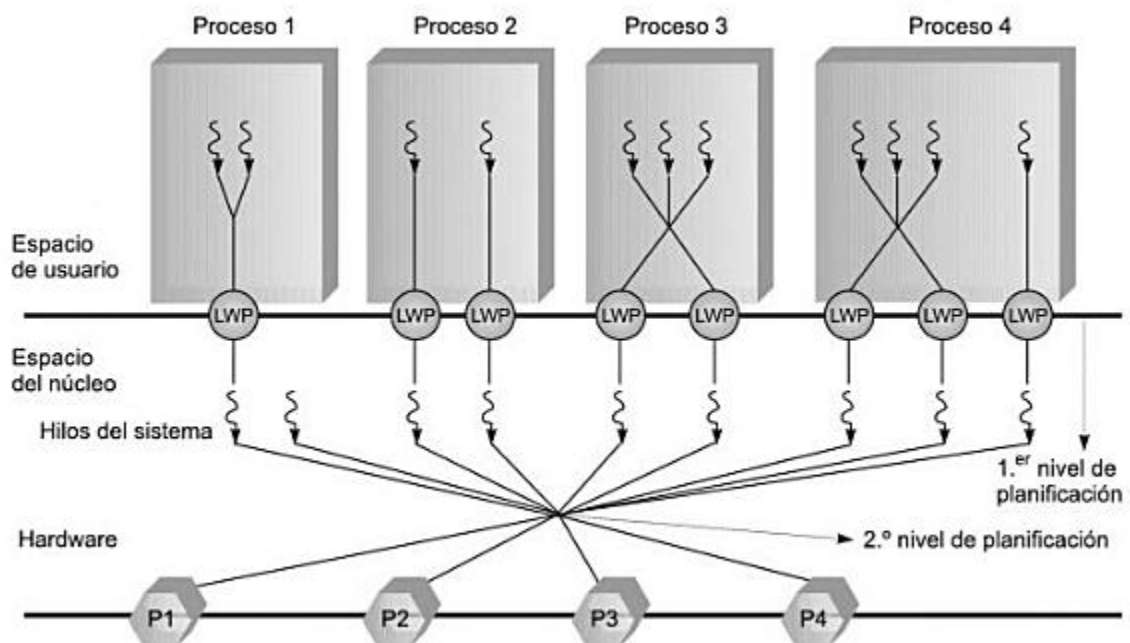 Proceso 1
Proceso 2
Proceso 3
Proceso 4
Espacio
de usuario
LWP
LWP
LWP
LWP
LWP
LWP
LWP
LWP
Espacio
del núcleo
Hilos del sistema
1.er nivel de
planificación
Hardware
2.º nivel de planificación
P1
P2
P3
P4